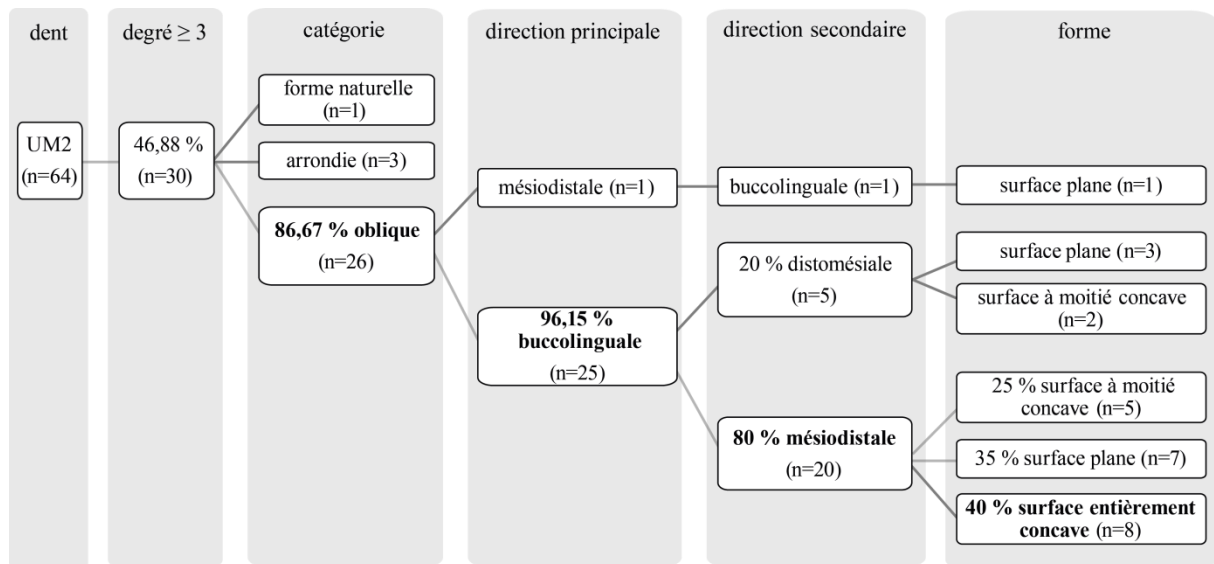 dent
degré ≥ 3
catégorie
direction principale
direction secondaire
forme
UM2
(n=64)
46,88 %
(n=30)
forme naturelle
(n=1)
arrondie (n=3)
86,67 % oblique
(n=26)
mésiodistale (n=1)
96,15 %
buccolinguale
(n=25)
buccolinguale (n=1)
20 % distomésiale
(n=5)
80 % mésiodistale
(n=20)
surface plane (n=1)
surface plane (n=3)
surface à moitié concave
(n=2)
25 % surface à moitié
concave (n=5)
35 % surface plane (n=7)
40 % surface entièrement
concave (n=8)